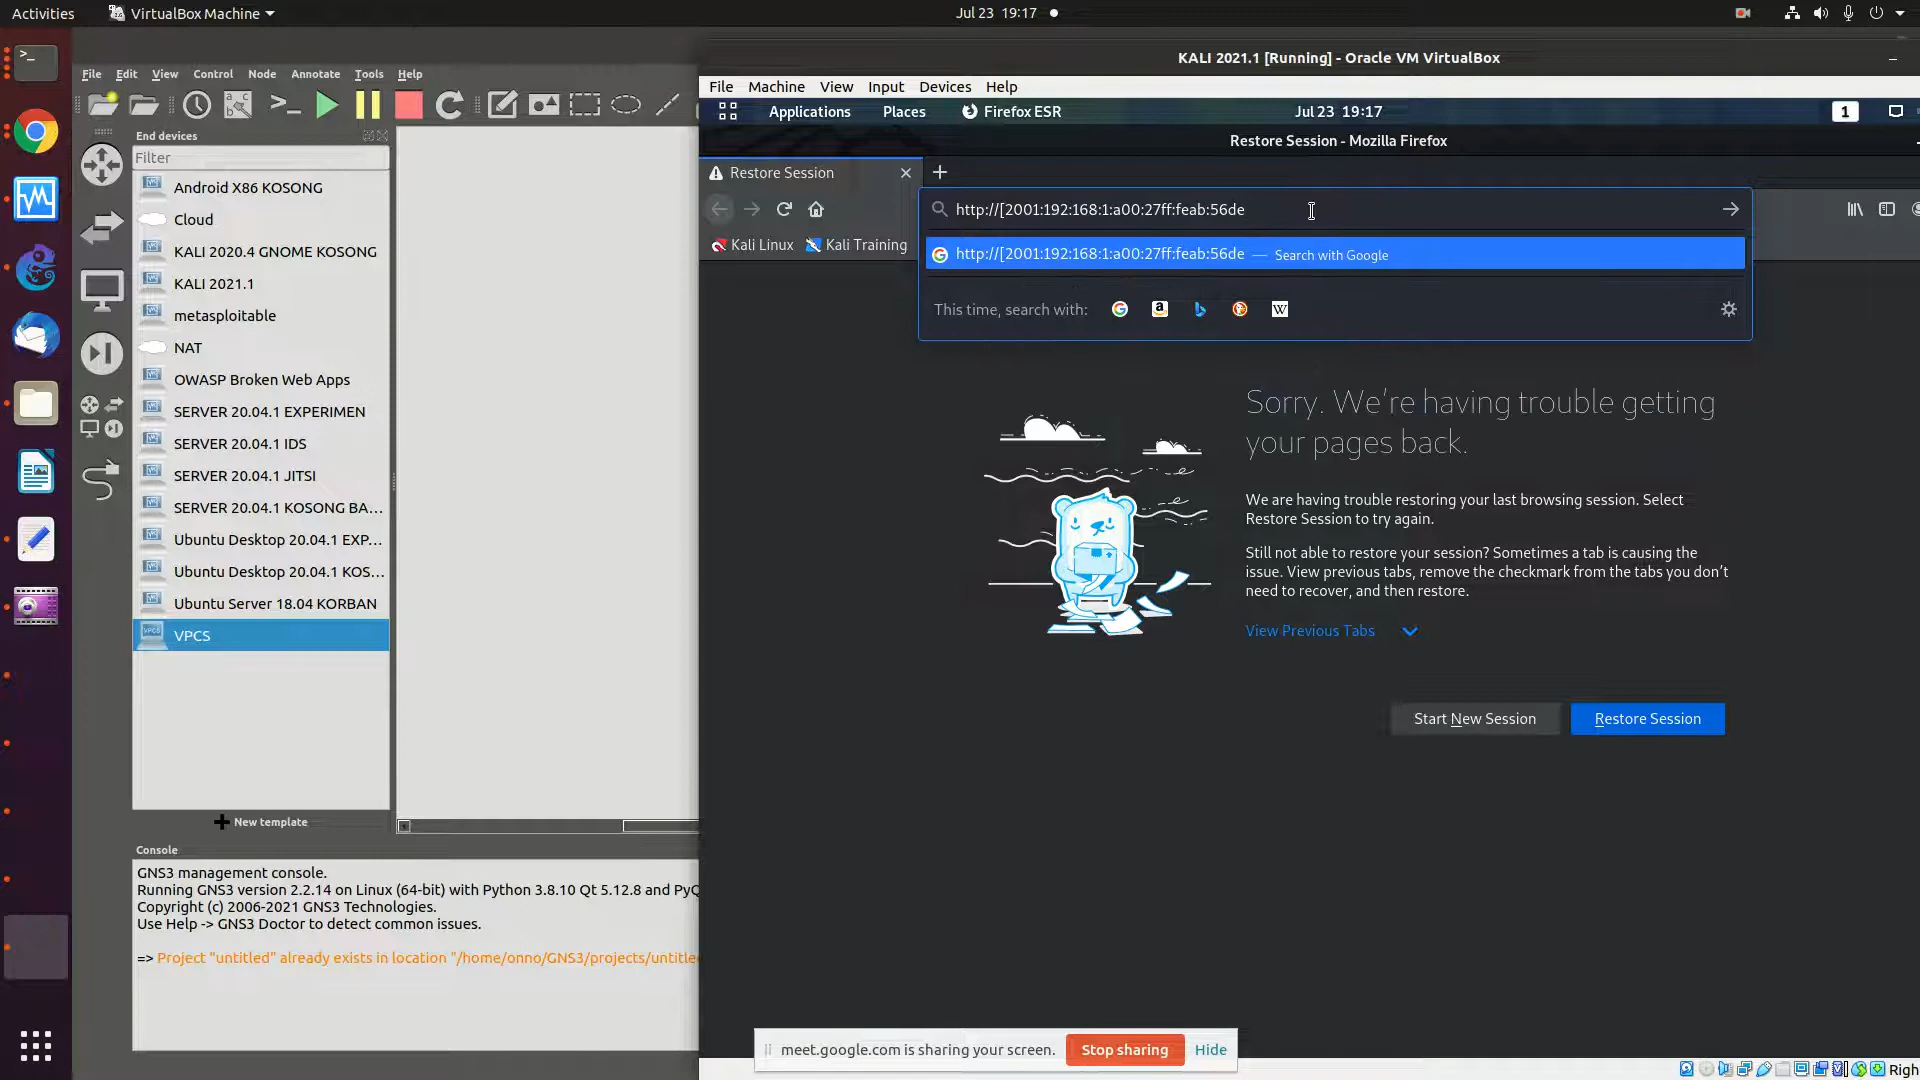 Activities
VirtualBox Machine
Jul 23 19:17
KALI 2021.1 [Running] - Oracle VM VirtualBox
File Edit View Control Node Annotate Tools Help
File Machine View Input Devices Help
Applications Places Firefox ESR Jul 23 19:17 1
Restore Session - Mozilla Firefox
Restore Session
http://[2001:192:168:1:a00:27ff:feab:56de
Kali Linux Kali Training
http://[2001:192:168:1:a00:27ff:feab:56de — Search with Google
This time, search with:
Sorry. We're having trouble getting
your pages back.
We are having trouble restoring your last browsing session. Select
Restore Session to try again.
Still not able to restore your session? Sometimes a tab is causing the
issue. View previous tabs, remove the checkmark from the tabs you don't
need to recover, and then restore.
View Previous Tabs
Start New Session
Restore Session
End devices
Filter
Android X86 KOSONG
Cloud
KALI 2020.4 GNOME KOSONG
KALI 2021.1
metasploitable
NAT
OWASP Broken Web Apps
SERVER 20.04.1 EXPERIMEN
SERVER 20.04.1 IDS
SERVER 20.04.1 JITSI
SERVER 20.04.1 KOSONG BA...
Ubuntu Desktop 20.04.1 EXP...
Ubuntu Desktop 20.04.1 KOS...
Ubuntu Server 18.04 KORBAN
VPCS
New template
Console
GNS3 management console.
Running GNS3 version 2.2.14 on Linux (64-bit) with Python 3.8.10 Qt 5.12.8 and PyQ
Copyright (c) 2006-2021 GNS3 Technologies.
Use Help -> GNS3 Doctor to detect common issues.
=> Project "untitled" already exists in location "/home/onno/GNS3/projects/untitle
meet.google.com is sharing your screen.
Stop sharing
Hide
Righ